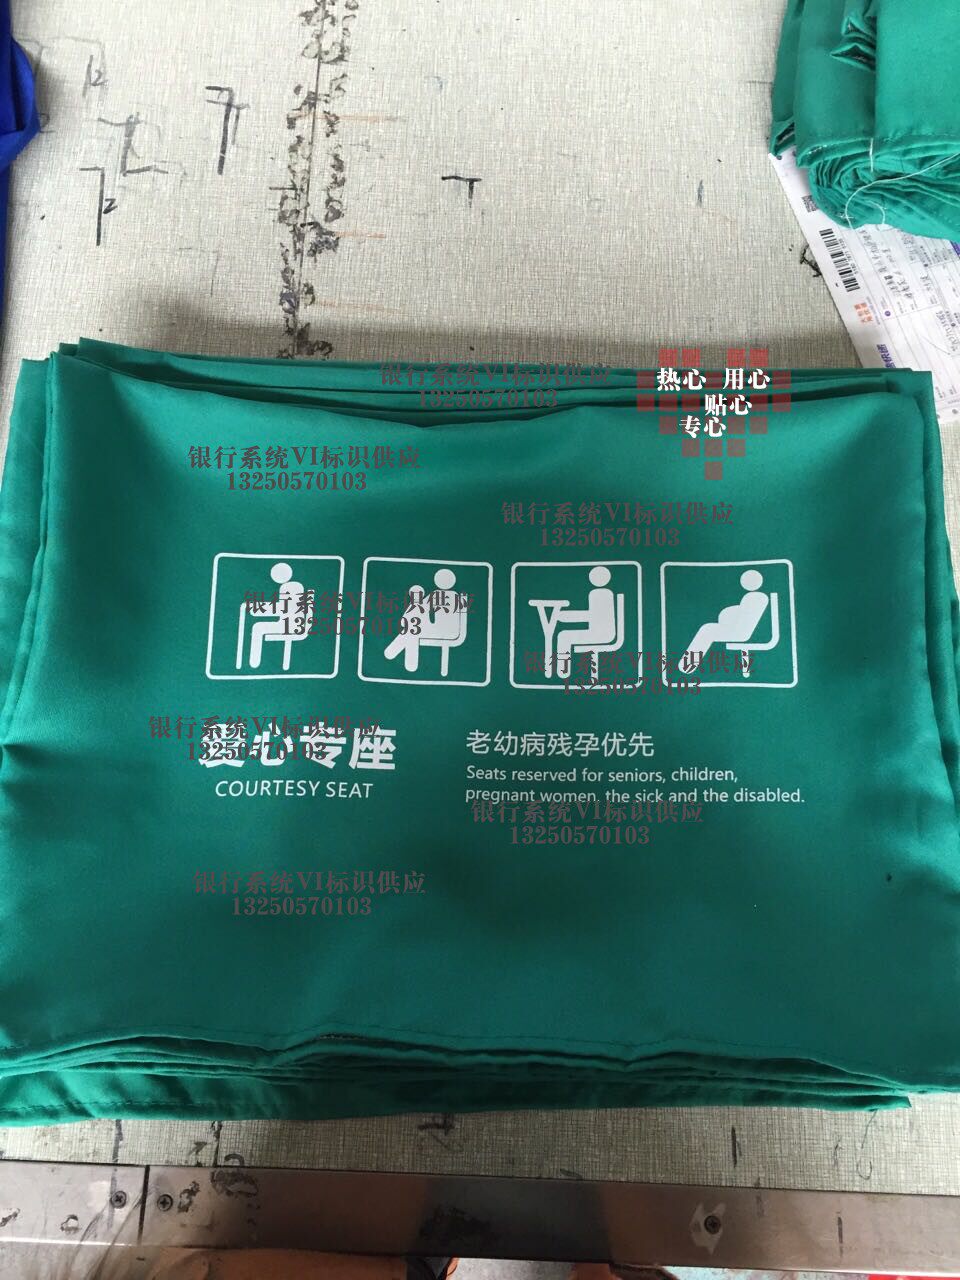 银行系统VI标识供应
13250570103
热心 用心
贴心
专心
银行系统VI标识供应
13250570103
银行系统VI标识供应
13250570103
银行系统VI标识供应
13250570103
银行系统VI标识供应
13250570103
银行系统VI标识供应
13250570103
爱心专座
COURTESY SEAT
老幼病残孕优先
Seats reserved for seniors, children,
pregnant women, the sick and the disabled.
银行系统VI标识供应
13250570103
银行系统VI标识供应
13250570103